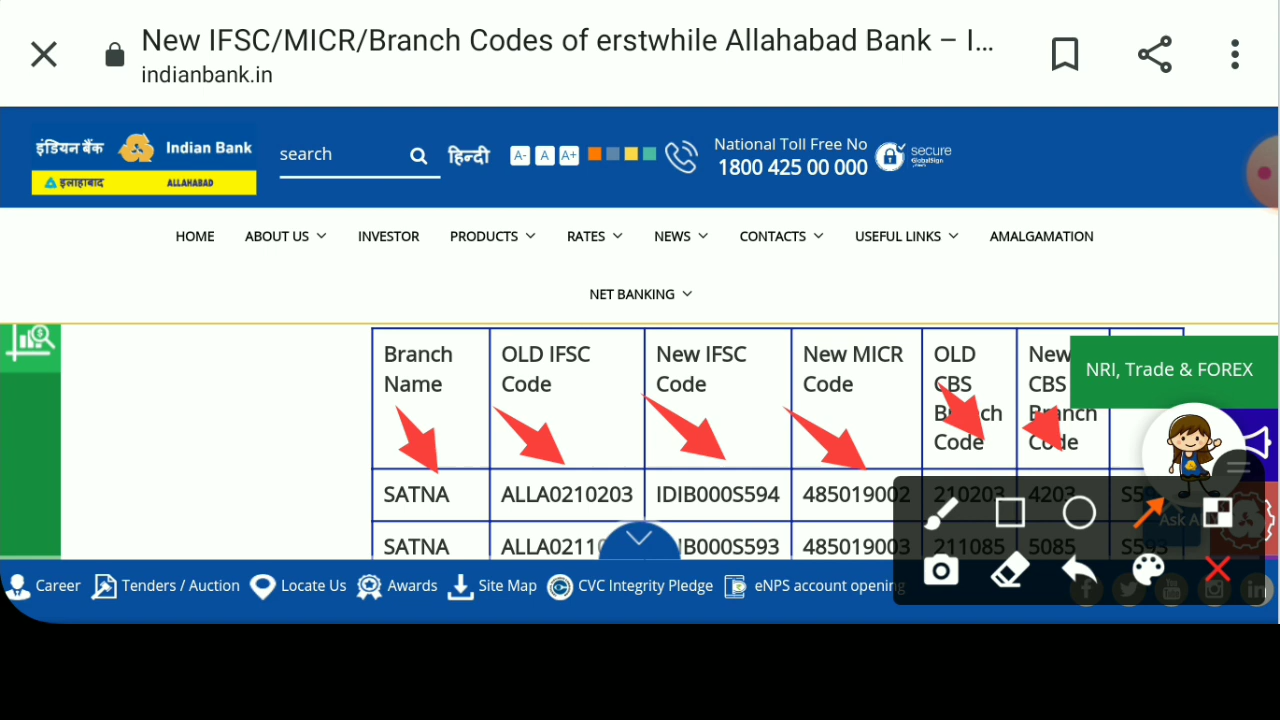 New IFSC/MICR/Branch Codes of erstwhile Allahabad Bank – I...
indianbank.in
इंडियन बैंक Indian Bank
इलाहाबाद ALLAHABAD
search
हिन्दी
A- A A+
National Toll Free No
1800 425 00 000
secure
GlobalSign
HOME ABOUT US INVESTOR PRODUCTS RATES NEWS CONTACTS USEFUL LINKS AMALGAMATION
NET BANKING
NRI, Trade & FOREX
Branch Name OLD IFSC Code New IFSC Code New MICR Code OLD CBS Branch Code New CBS Branch Code
SATNA ALLA0210203 IDIB000S594 485019002 210203 4203
SATNA 485019003 211085 5085 S593
Ask
Career Tenders / Auction Locate Us Awards Site Map CVC Integrity Pledge eNPS account opening